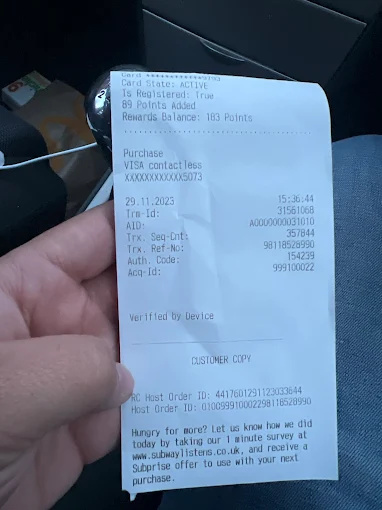 Card State: ACTIVE
Is Registered: True
89 Points Added
Rewards Balance: 183 Points
Purchase
VISA contactless
XXXXXXXXXXXX5073
29.11.2023 15:36:44
Trm-Id: 31561068
AID: A0000000031010
Trx. Seq-Cnt: 357844
Trx. Ref-No: 98118528990
Auth. Code: 154239
Acq-Id: 999100022
Verified by Device
CUSTOMER COPY
RC Host Order ID: 4417601291123033644
Host Order ID: 010099910002298118528990
Hungry for more? Let us know how we did
today by taking our 1 minute survey at
www.subwaylistens.co.uk, and receive a
Subprise offer to use with your next
purchase.